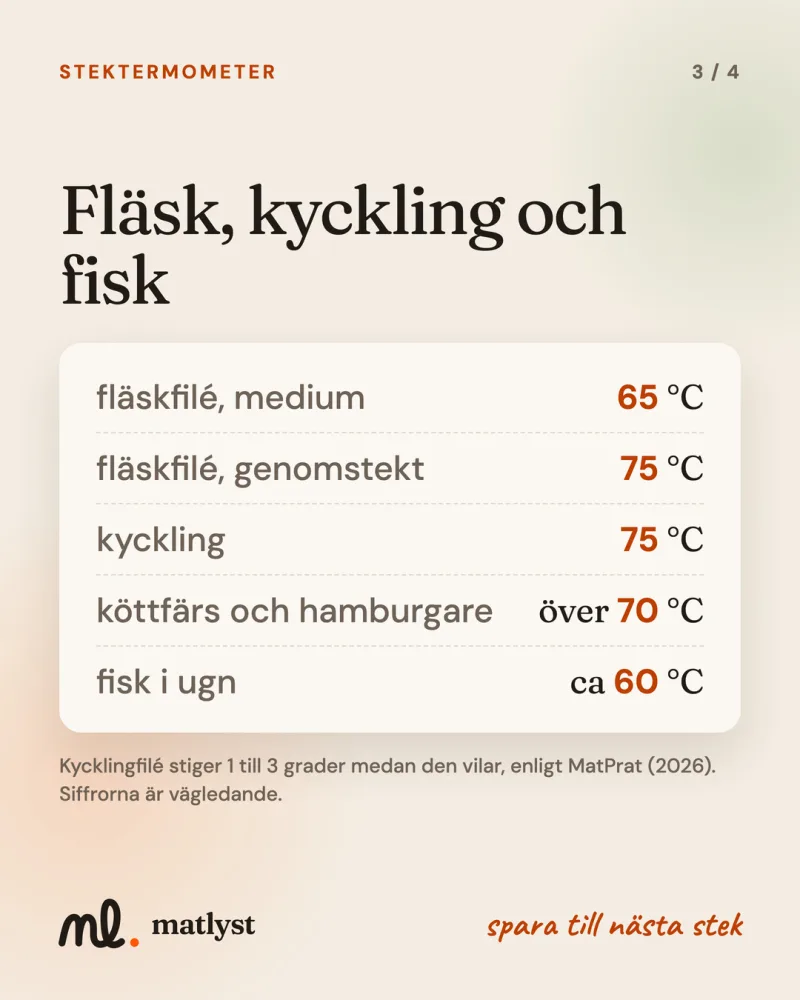 STEKTERMOMETER
3 / 4
Fläsk, kyckling och
fisk
fläskfilé, medium 65 °C
fläskfilé, genomstekt 75 °C
kyckling 75 °C
köttfärs och hamburgare över 70 °C
fisk i ugn ca 60 °C
Kycklingfilé stiger 1 till 3 grader medan den vilar, enligt MatPrat (2026).
Siffrorna är vägledande.
ml. matlyst
spara till nästa stek